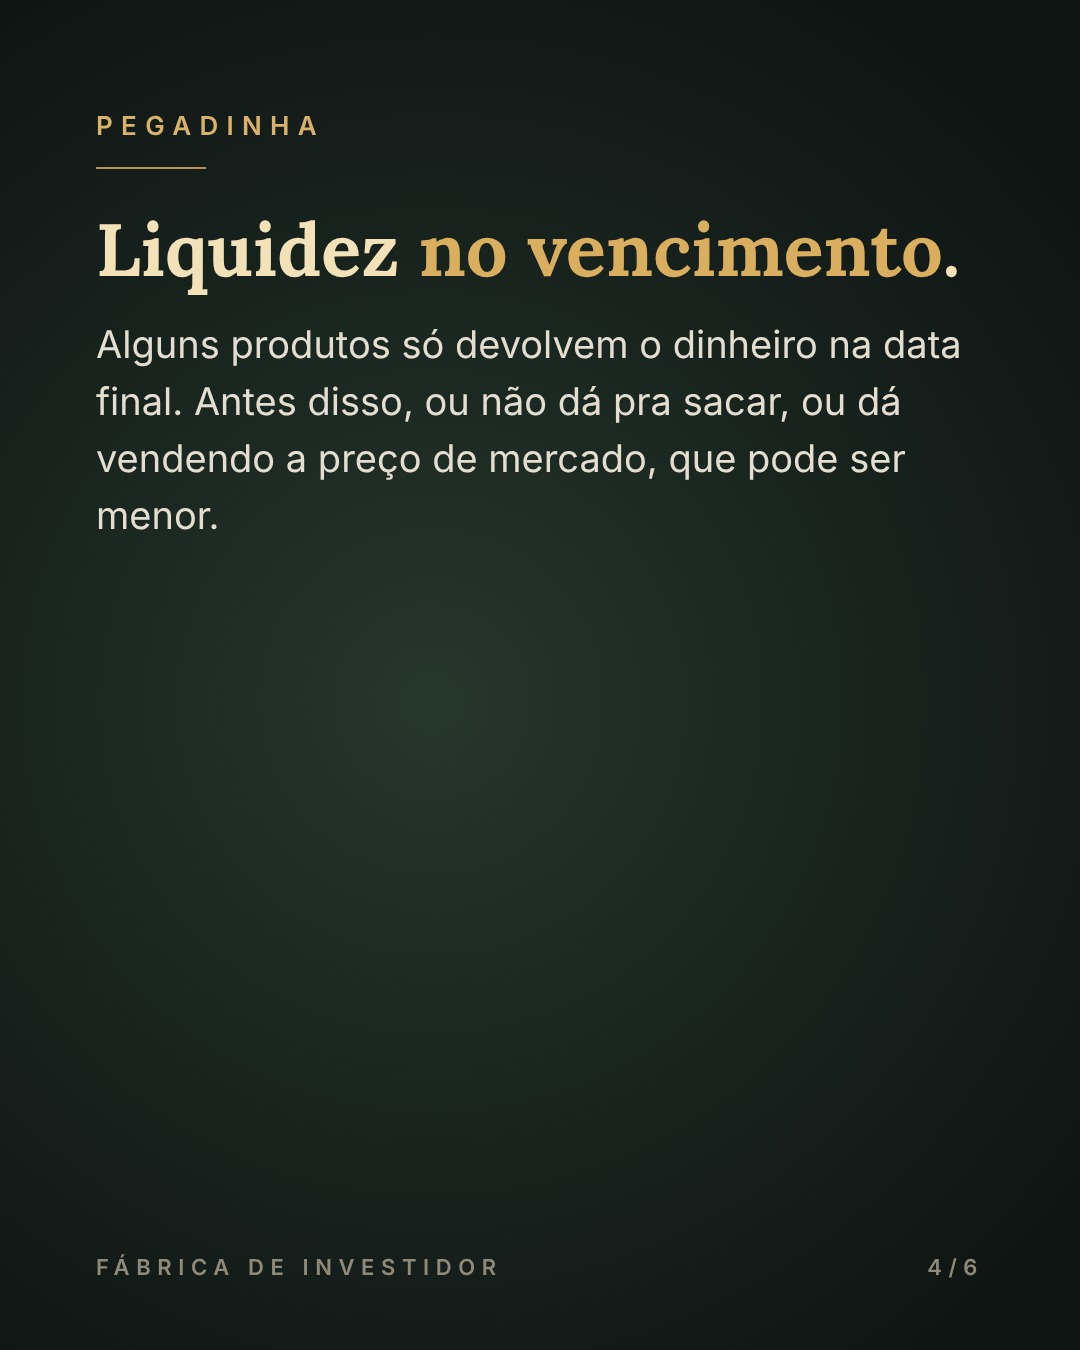 PEGADINHA
Liquidez no vencimento.
Alguns produtos só devolvem o dinheiro na data
final. Antes disso, ou não dá pra sacar, ou dá
vendendo a preço de mercado, que pode ser
menor.
FÁBRICA DE INVESTIDOR
4/6